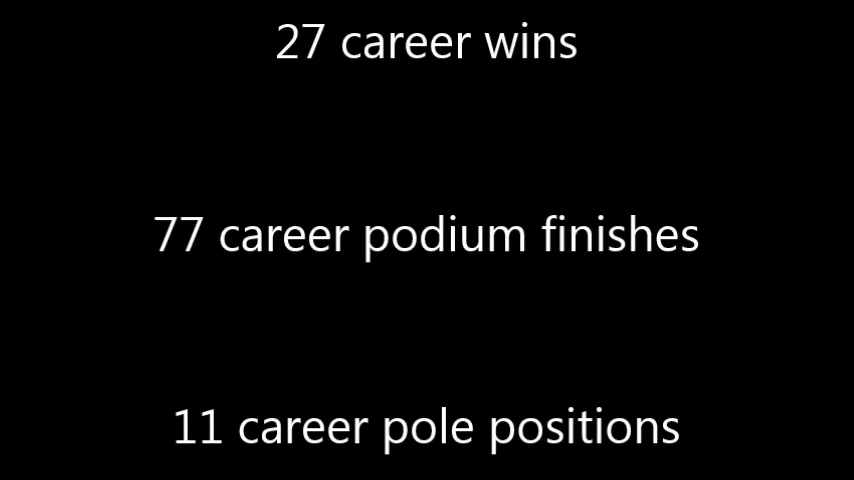 27 career wins
77 career podium finishes
11 career pole positions